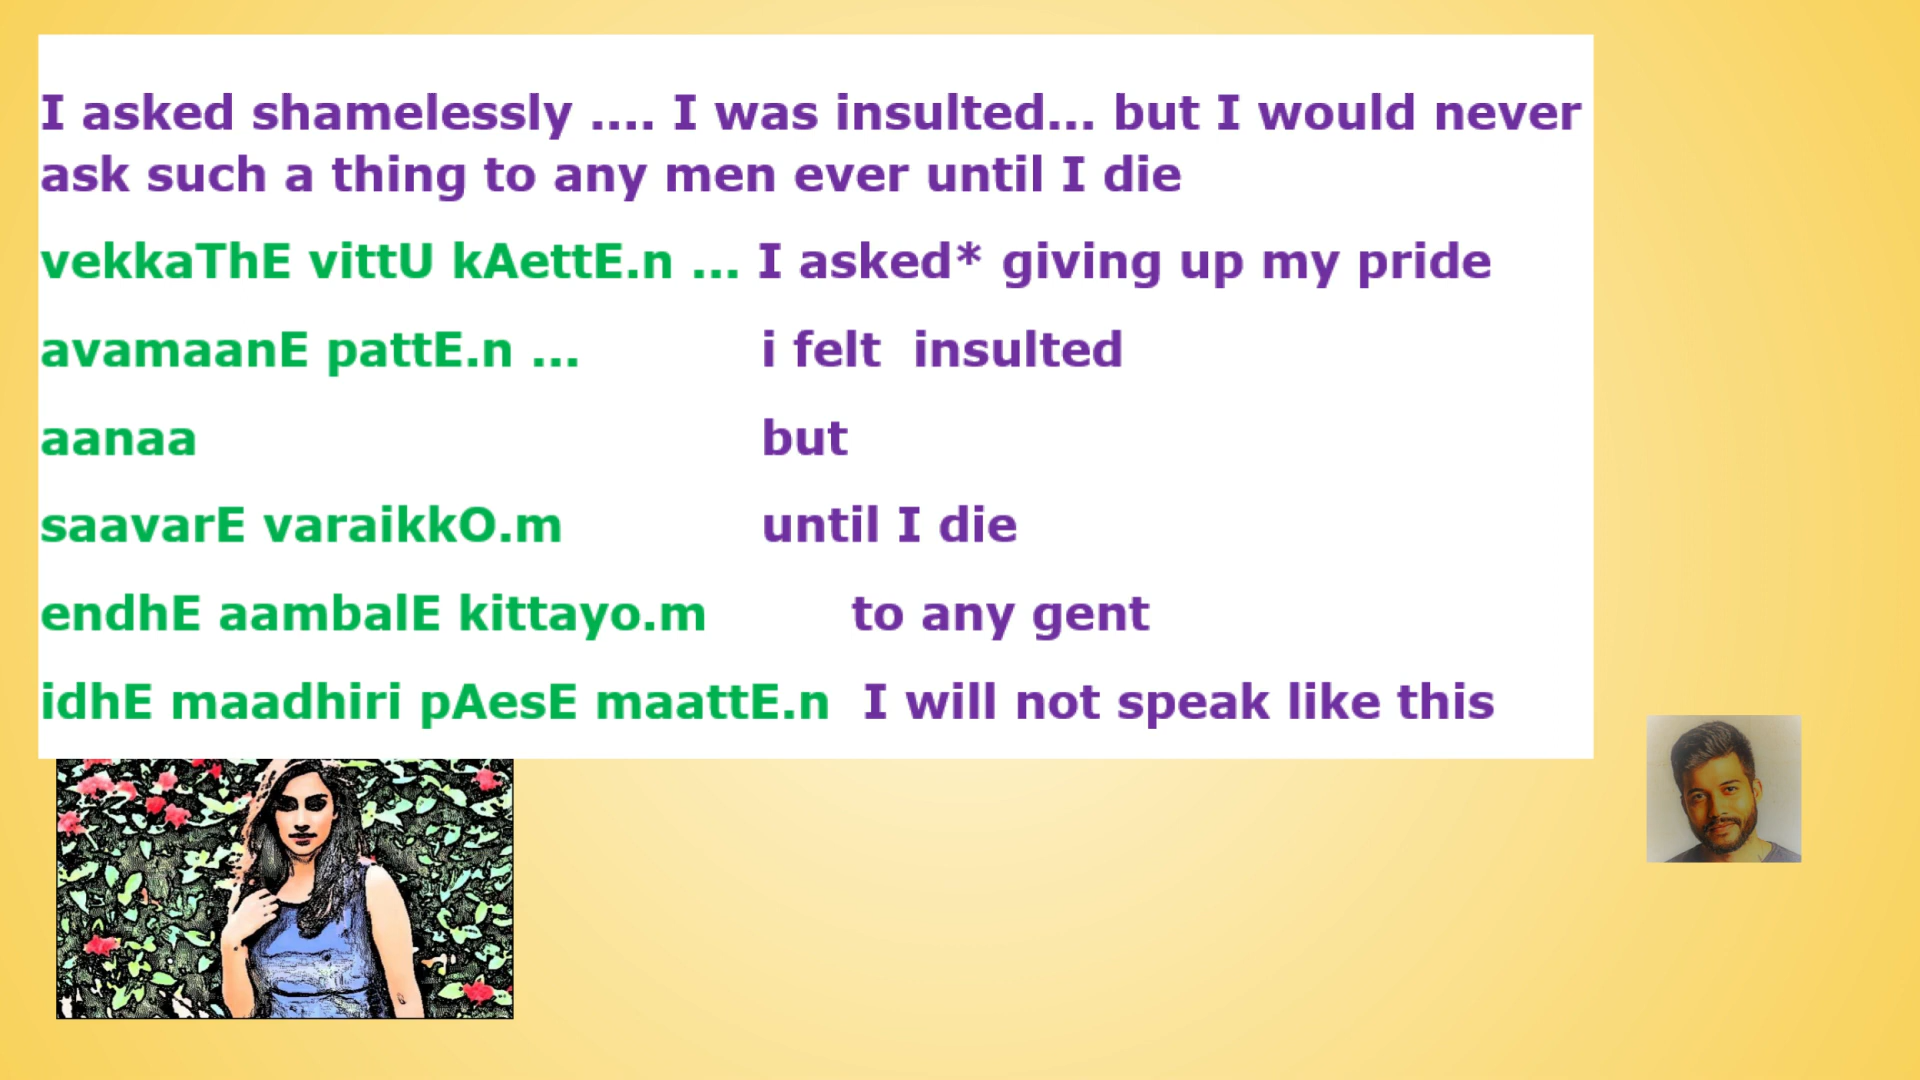 I asked shamelessly .... I was insulted... but I would never
ask such a thing to any men ever until I die
vekkaThE vittU kAettE.n ... I asked* giving up my pride
avamaanE pattE.n ... i felt insulted
aanaa but
saavarE varaikkO.m until I die
endhE aambalE kittayo.m to any gent
idhE maadhiri pAesE maattE.n I will not speak like this